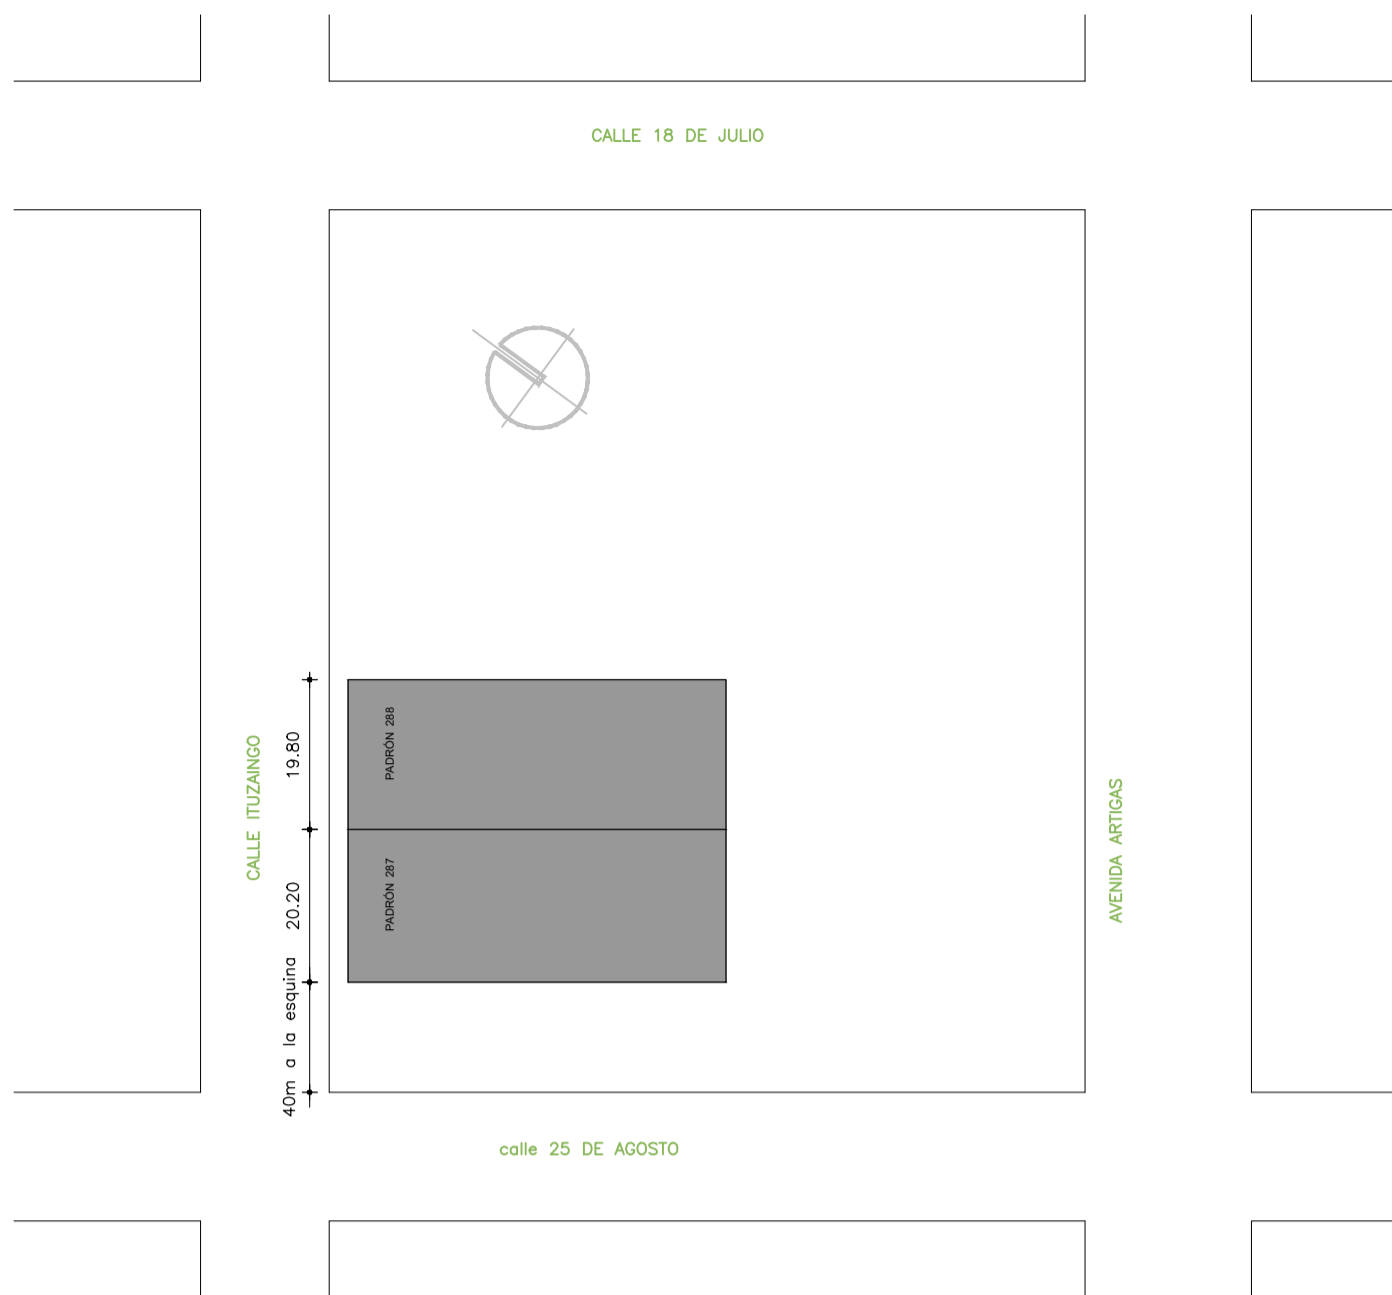 CALLE 18 DE JULIO
CALLE ITUZAINGO
19.80
PADRÓN 288
20.20
PADRÓN 287
40m a la esquina
AVENIDA ARTIGAS
calle 25 DE AGOSTO